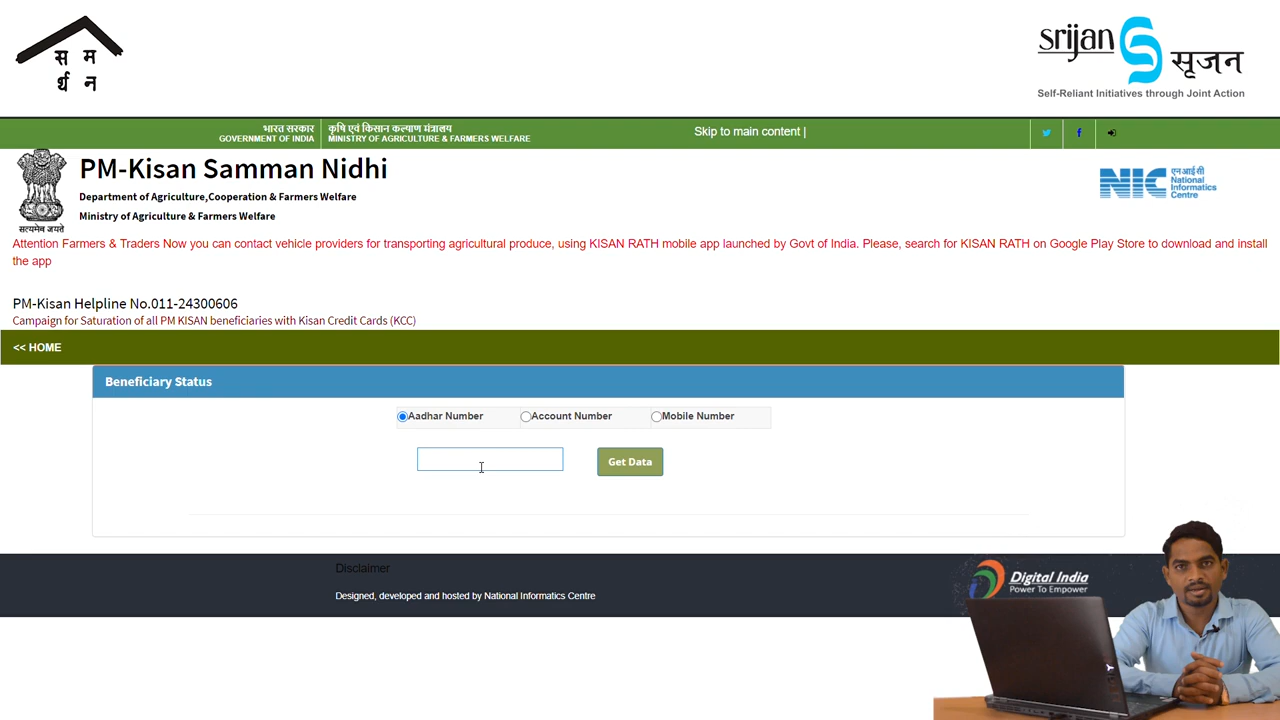 स म
र्थ न
srijan सृजन
Self-Reliant Initiatives through Joint Action
भारत सरकार
GOVERNMENT OF INDIA
कृषि एवं किसान कल्याण मंत्रालय
MINISTRY OF AGRICULTURE & FARMERS WELFARE
Skip to main content |
PM-Kisan Samman Nidhi
Department of Agriculture,Cooperation & Farmers Welfare
Ministry of Agriculture & Farmers Welfare
सत्यमेव जयते
NIC
एन आई सी
National
Informatics
Centre
Attention Farmers & Traders Now you can contact vehicle providers for transporting agricultural produce, using KISAN RATH mobile app launched by Govt of India. Please, search for KISAN RATH on Google Play Store to download and install
the app
PM-Kisan Helpline No.011-24300606
Campaign for Saturation of all PM KISAN beneficiaries with Kisan Credit Cards (KCC)
<< HOME
Beneficiary Status
Aadhar Number Account Number Mobile Number
Get Data
Disclaimer
Designed, developed and hosted by National Informatics Centre
Digital India
Power To Empower